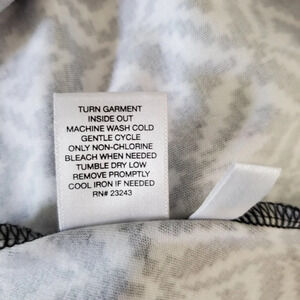 TURN GARMENT
INSIDE OUT
MACHINE WASH COLD
GENTLE CYCLE
ONLY NON-CHLORINE
BLEACH WHEN NEEDED
TUMBLE DRY LOW
REMOVE PROMPTLY
COOL IRON IF NEEDED
RN# 23243